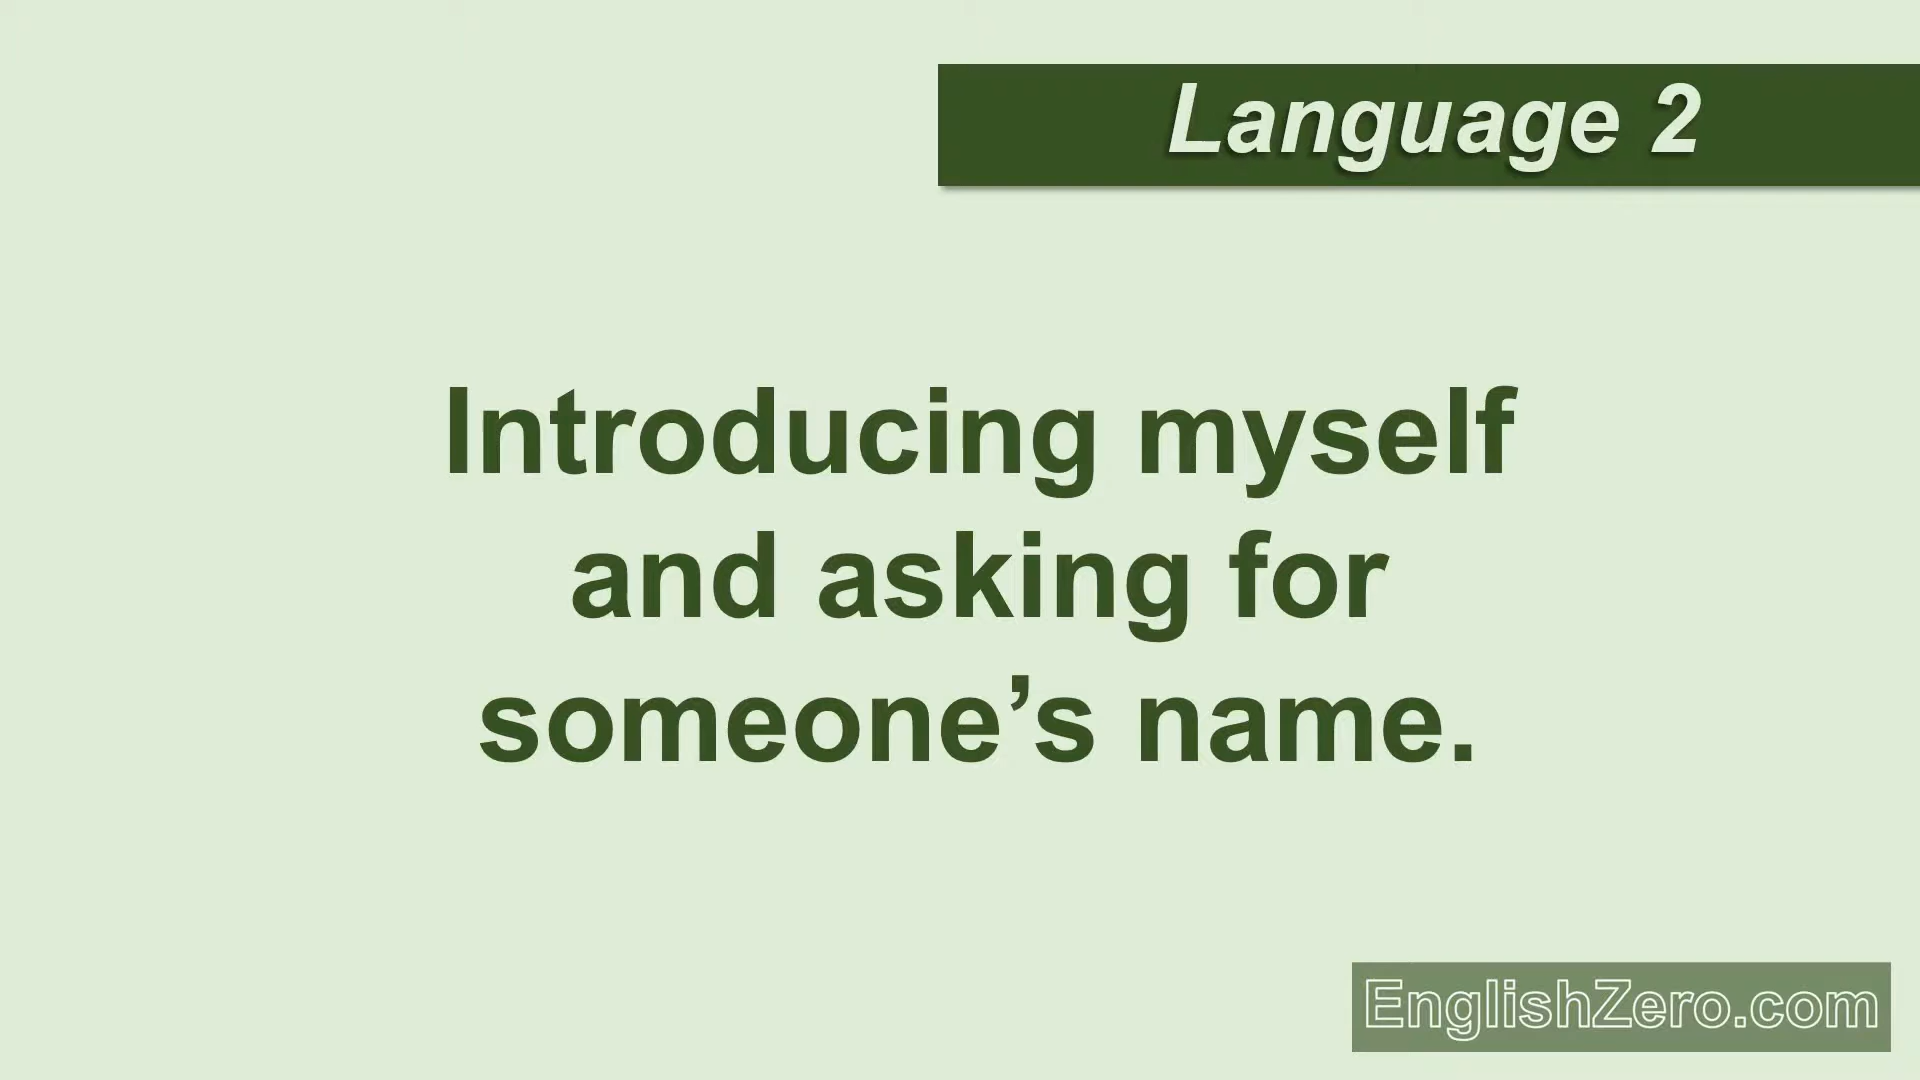 Language 2
Introducing myself
and asking for
someone’s name.
EnglishZero.com